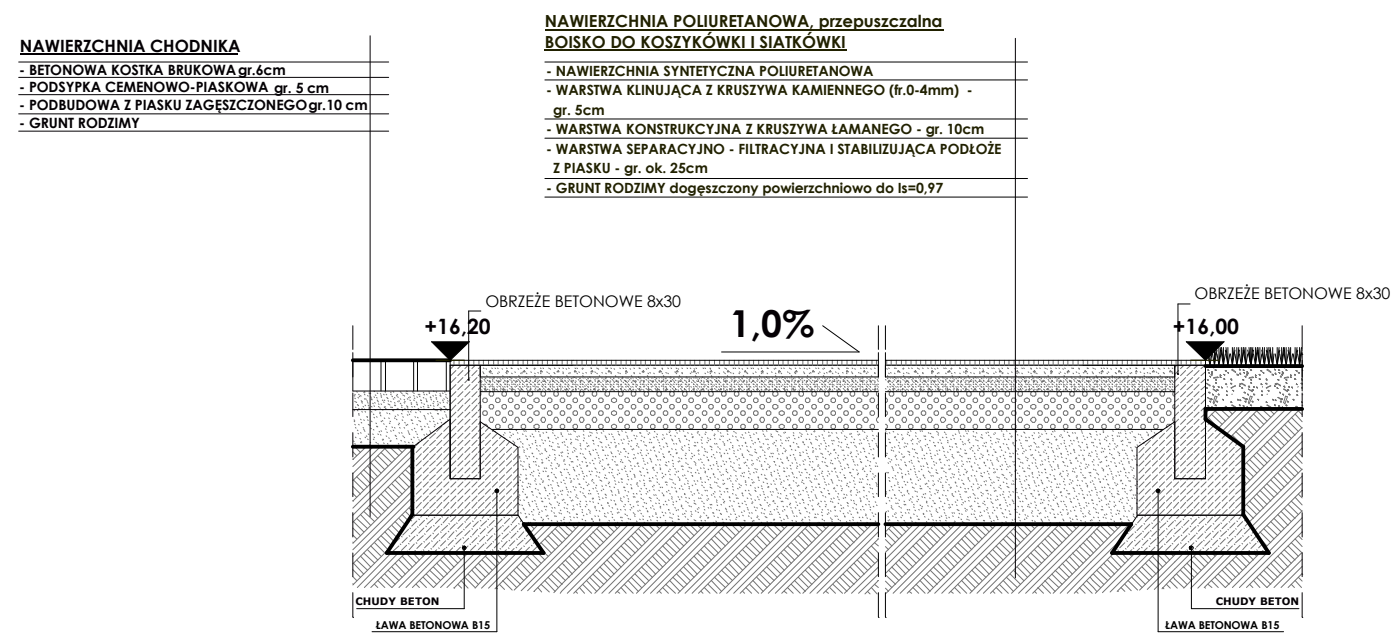 NAWIERZCHNIA CHODNIKA
- BETONOWA KOSTKA BRUKOWA gr.6cm
- PODSYPKA CEMENOWO-PIASKOWA gr. 5 cm
- PODBUDOWA Z PIASKU ZAGĘSZCZONEGO gr.10 cm
- GRUNT RODZIMY
NAWIERZCHNIA POLIURETANOWA, przepuszczalna
BOISKO DO KOSZYKÓWKI I SIATKÓWKI
- NAWIERZCHNIA SYNTETYCZNA POLIURETANOWA
- WARSTWA KLINUJĄCA Z KRUSZYWA KAMIENNEGO (fr.0-4mm) -
gr. 5cm
- WARSTWA KONSTRUKCYJNA Z KRUSZYWA ŁAMANEGO - gr. 10cm
- WARSTWA SEPARACYJNO - FILTRACYJNA I STABILIZUJĄCA PODŁOŻE
Z PIASKU - gr. ok. 25cm
- GRUNT RODZIMY dogęszczony powierzchniowo do Is=0,97
OBRZEŻE BETONOWE 8x30
+16,20
1,0%
OBRZEŻE BETONOWE 8x30
+16,00
CHUDY BETON
ŁAWA BETONOWA B15
CHUDY BETON
ŁAWA BETONOWA B15